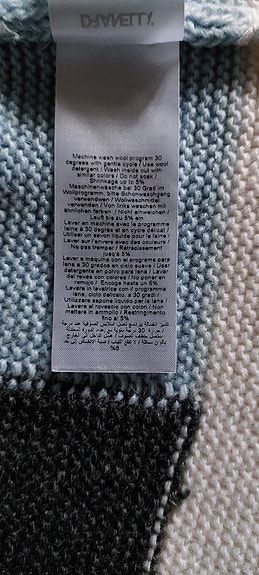 Machine wash wool program 30
degrees with gentle cycle / Use wool
detergent / Wash inside out with
similar colors / Do not soak /
Shrinkage up to 5%
Maschinenwäsche bei 30 Grad im
Wollprogramm, bitte Schonwaschgang
verwenden / Wollwaschmittel
verwenden / Von links waschen mit
ähnlichen farben / Nicht einweichen /
Lauft bis zu 5% ein
Laver en machine avec le programme
laine à 30 degrés et en cycle délicat /
Utiliser un savon liquide pour la laine /
Laver sur l'envers avec des couleurs /
Ne pas tremper / Rétrécissement
jusqu'à 5%
Lavar a máquina con el programa para
lana a 30 grados en ciclo suave / Usar
detergente en polvo para lana / Lavar
del reves con colores / No poner en
remojo / Encoge hasta un 5%
Lavare in lavatrice con il programma
lana, ciclo delicato, a 30 gradi /
Utilizzare sapone liquido per la lana /
Lavare al rovescio con color / Non
mettere in ammollo / Restringimento
fino al 5%